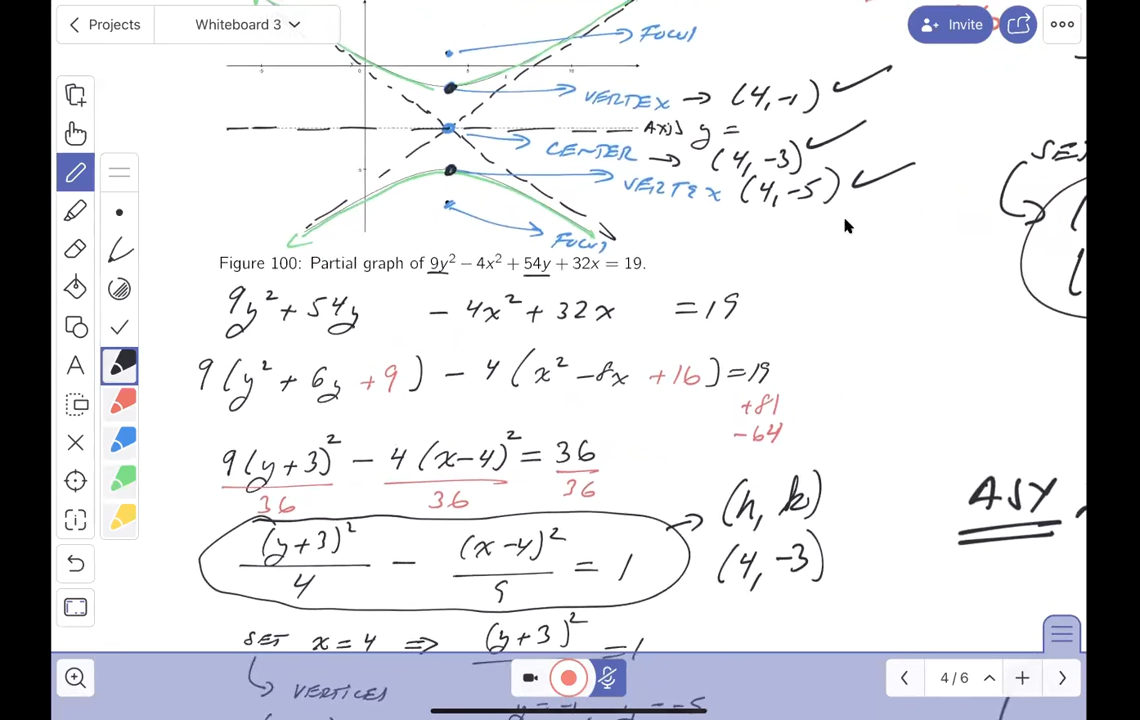 Projects
Whiteboard 3
Invite
FOCUS
VERTEX → (4,-1) ✓
AXIS y =
CENTER → (4,-3) ✓
VERTEX (4,-5) ✓
FOCUS
Figure 100: Partial graph of 9y² − 4x² + 54y + 32x = 19.
9y² + 54y − 4x² + 32x = 19
9(y² + 6y +9) − 4(x² − 8x +16) = 19
+81
−64
9(y+3)² − 4(x−4)² = 36
36 36 36
(y+3)²/4 − (x−4)²/9 = 1
→ (h, k)
(4, −3)
ASY
SET x = 4 ⇒ (y+3)² = 1
VERTICES
4/6